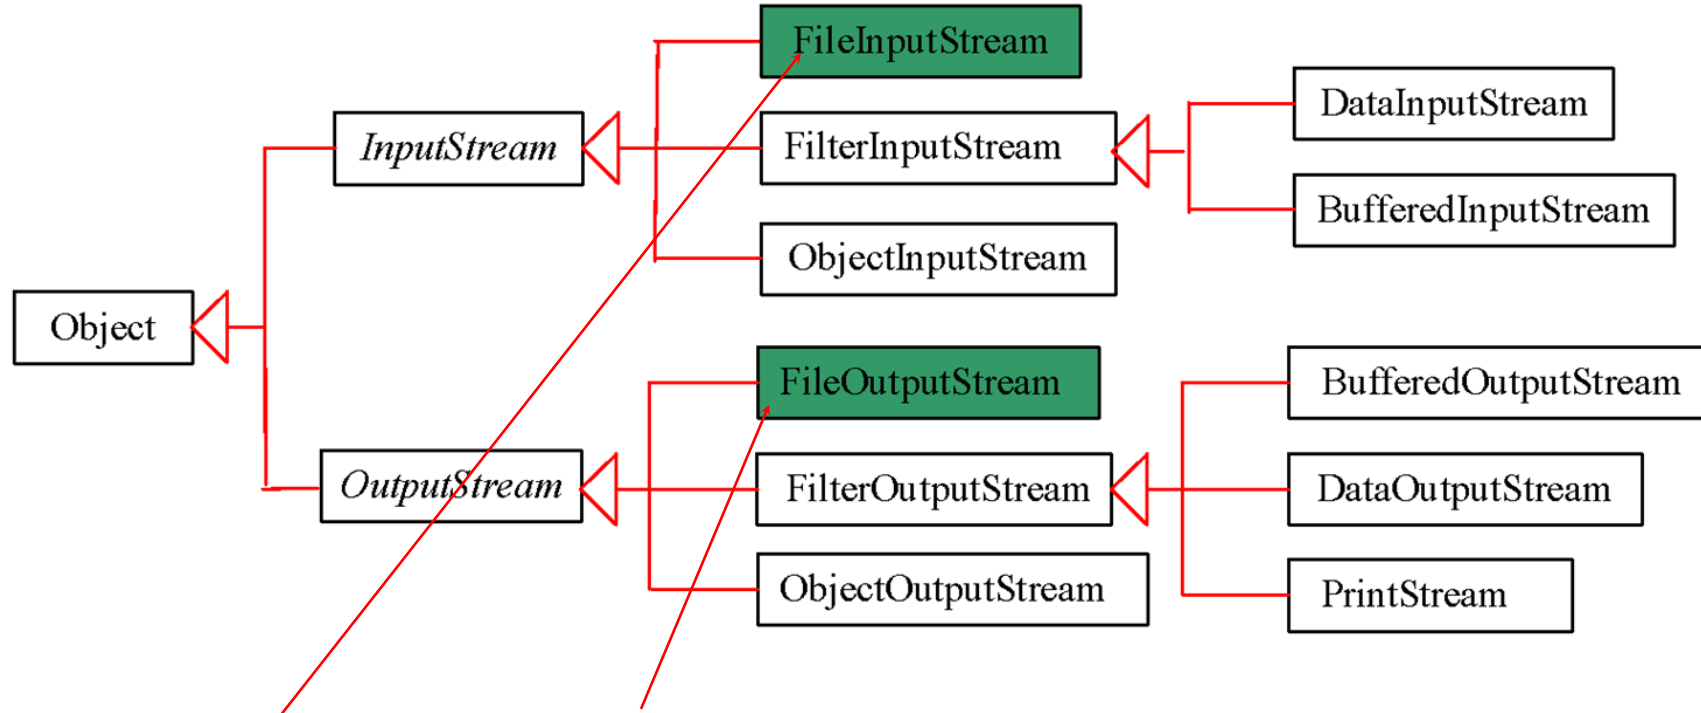 FileInputStream
DataInputStream
InputStream
FilterInputStream
BufferedInputStream
ObjectInputStream
Object
FileOutputStream
BufferedOutputStream
OutputStream
FilterOutputStream
DataOutputStream
ObjectOutputStream
PrintStream